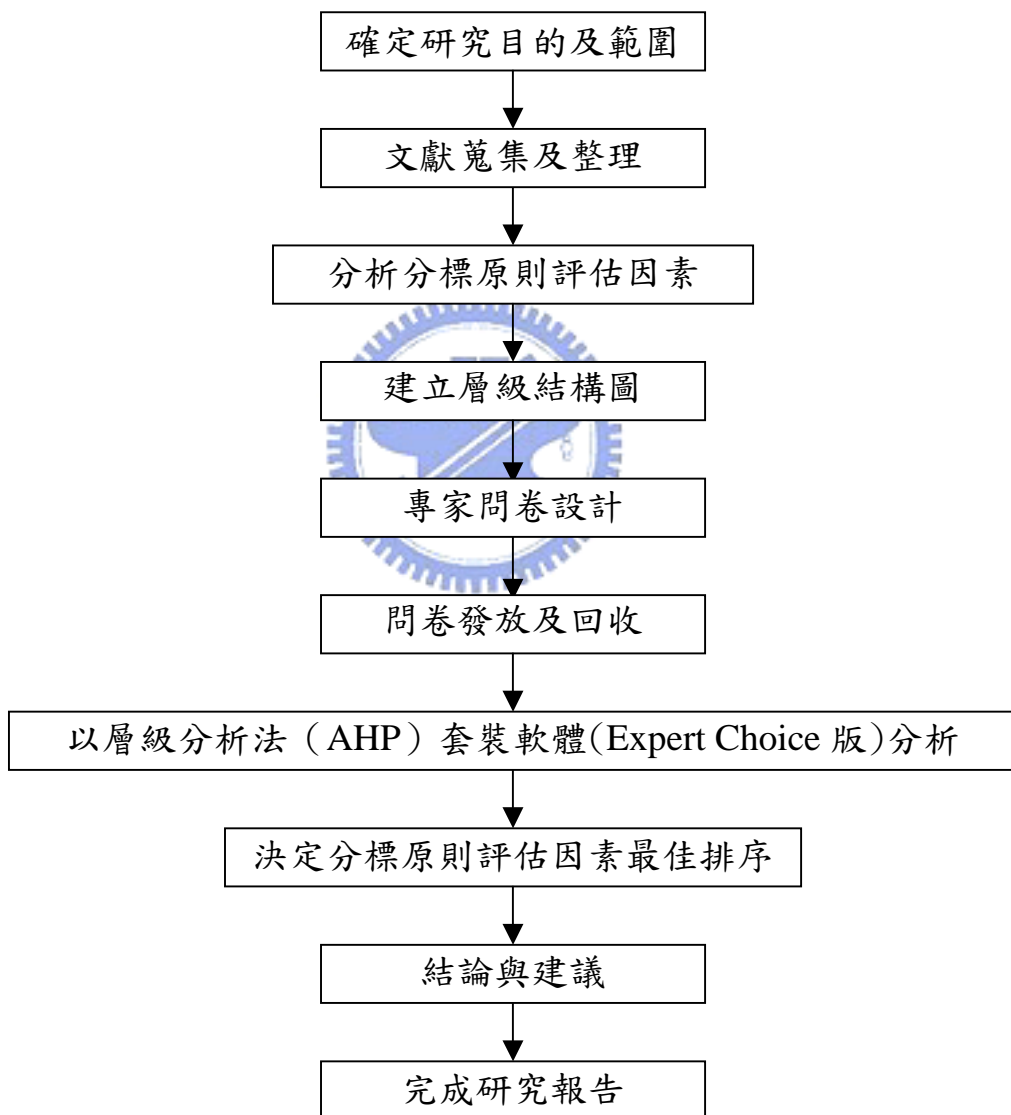 確定研究目的及範圍
文獻蒐集及整理
分析分標原則評估因素
建立層級結構圖
專家問卷設計
問卷發放及回收
以層級分析法（AHP）套裝軟體(Expert Choice 版)分析
決定分標原則評估因素最佳排序
結論與建議
完成研究報告